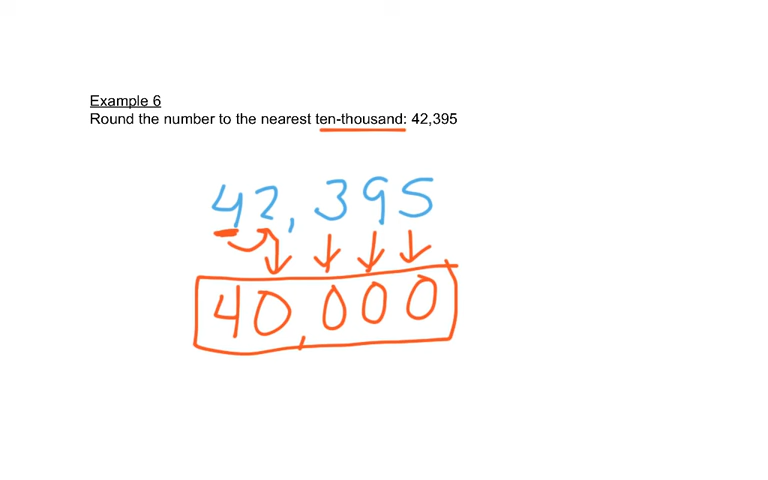 Example 6
Round the number to the nearest ten-thousand: 42,395
42,395
40,000